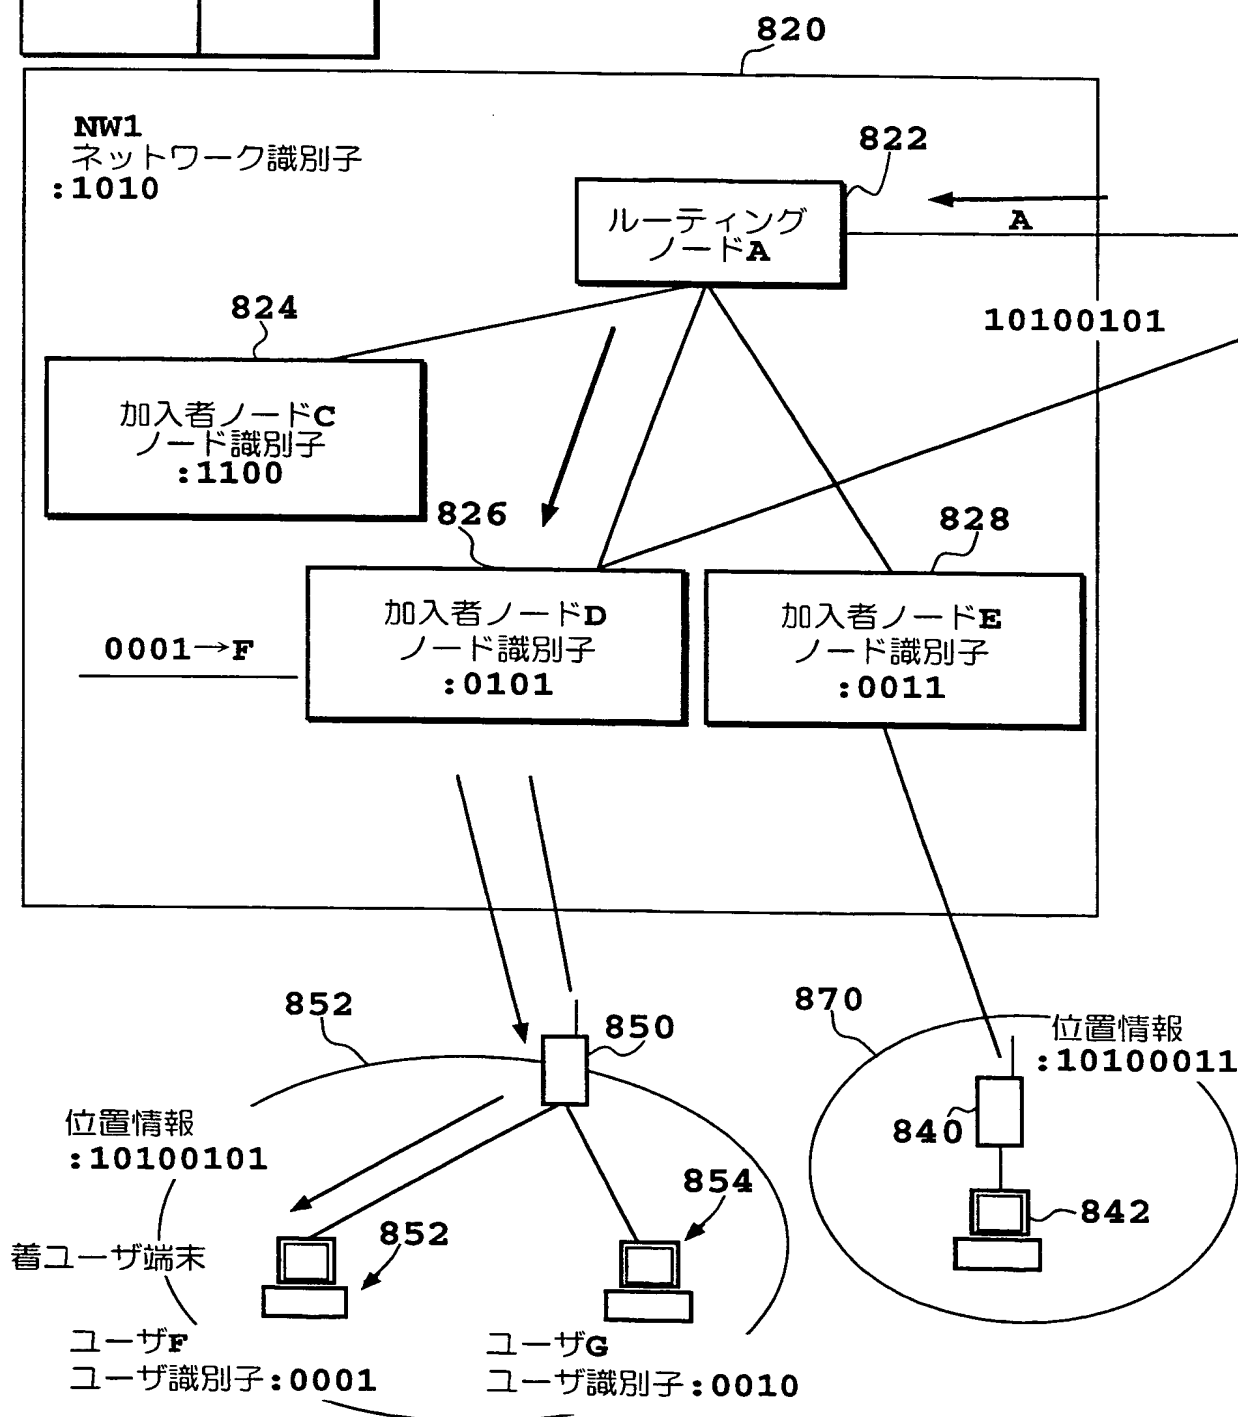 820
NW1
ネットワーク識別子
:1010
822
ルーティング
ノードA
A
824
10100101
加入者ノードC
ノード識別子
:1100
826
828
加入者ノードD
ノード識別子
:0101
加入者ノードE
ノード識別子
:0011
0001→F
852
850
870
位置情報
:10100011
位置情報
:10100101
840
854
842
852
着ユーザ端末
ユーザF
ユーザ識別子:0001
ユーザG
ユーザ識別子:0010